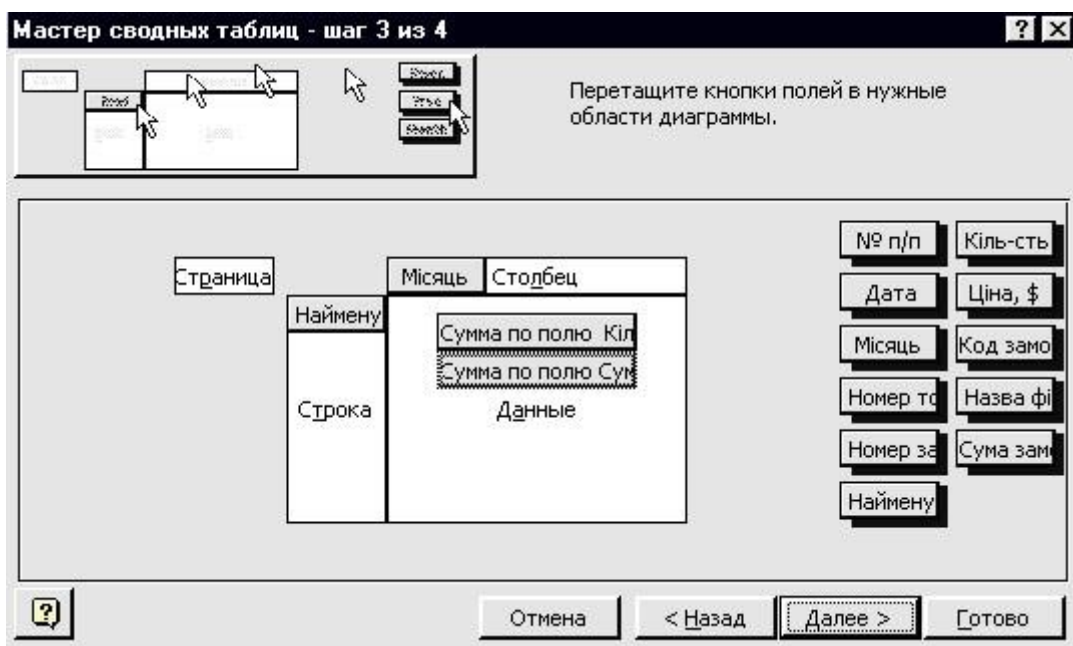 Мастер сводных таблиц - шаг 3 из 4
Перетащите кнопки полей в нужные
области диаграммы.
Страница
Місяць Столбец
Наймену
Сумма по полю Кіл
Сумма по полю Сум
Строка
Данные
№ п/п Кіль-сть
Дата Ціна, $
Місяць Код замо
Номер то Назва фі
Номер за Сума замо
Наймену
Отмена < Назад Далее > Готово